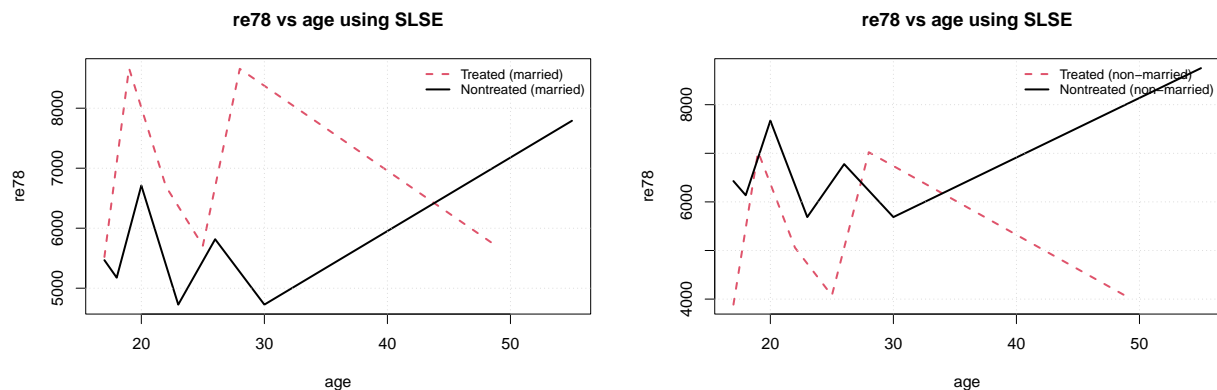 re78 vs age using SLSE
Treated (married)
Nontreated (married)
re78
8000
7000
6000
5000
20
30
40
50
age
re78 vs age using SLSE
Treated (non−married)
Nontreated (non−married)
re78
8000
6000
4000
20
30
40
50
age